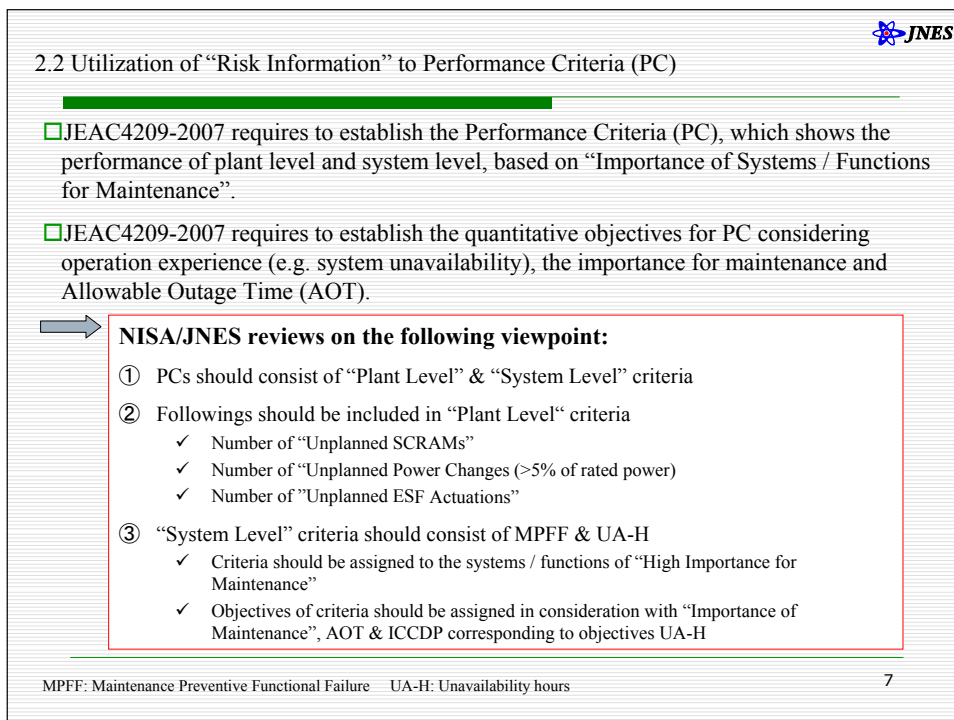 JNES
2.2 Utilization of “Risk Information” to Performance Criteria (PC)
□JEAC4209-2007 requires to establish the Performance Criteria (PC), which shows the
performance of plant level and system level, based on “Importance of Systems / Functions
for Maintenance”.
□JEAC4209-2007 requires to establish the quantitative objectives for PC considering
operation experience (e.g. system unavailability), the importance for maintenance and
Allowable Outage Time (AOT).
NISA/JNES reviews on the following viewpoint:
① PCs should consist of “Plant Level” & “System Level” criteria
② Followings should be included in “Plant Level“ criteria
✓ Number of “Unplanned SCRAMs”
✓ Number of “Unplanned Power Changes (>5% of rated power)
✓ Number of ”Unplanned ESF Actuations”
③ “System Level” criteria should consist of MPFF & UA-H
✓ Criteria should be assigned to the systems / functions of “High Importance for
Maintenance”
✓ Objectives of criteria should be assigned in consideration with “Importance of
Maintenance”, AOT & ICCDP corresponding to objectives UA-H
MPFF: Maintenance Preventive Functional Failure UA-H: Unavailability hours
7